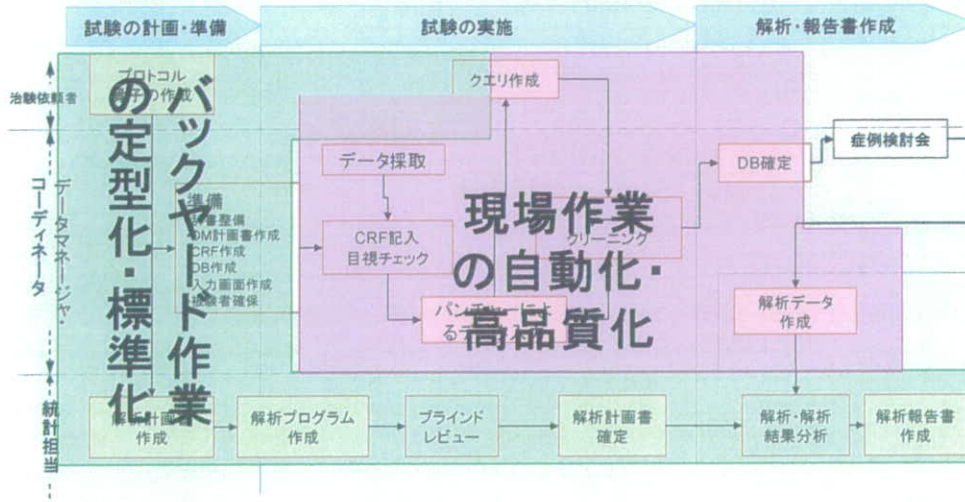 試験の計画・準備
試験の実施
解析・報告書作成
治験依頼者
データマネージャ・
コーディネータ
統計担当
プロトコル
の作成
バックヤード作業
の定型化・標準化
準備
整備
DM計画書作成
CRF作成
DB作成
入力画面作成
被験者確保
クエリ作成
データ採取
CRF記入
目視チェック
クリーニング
現場作業
の自動化・
高品質化
DB確定
症例検討会
解析データ
作成
解析計画
作成
解析プログラム
作成
ブラインド
レビュー
解析計画書
確定
解析・解析
結果分析
解析報告書
作成